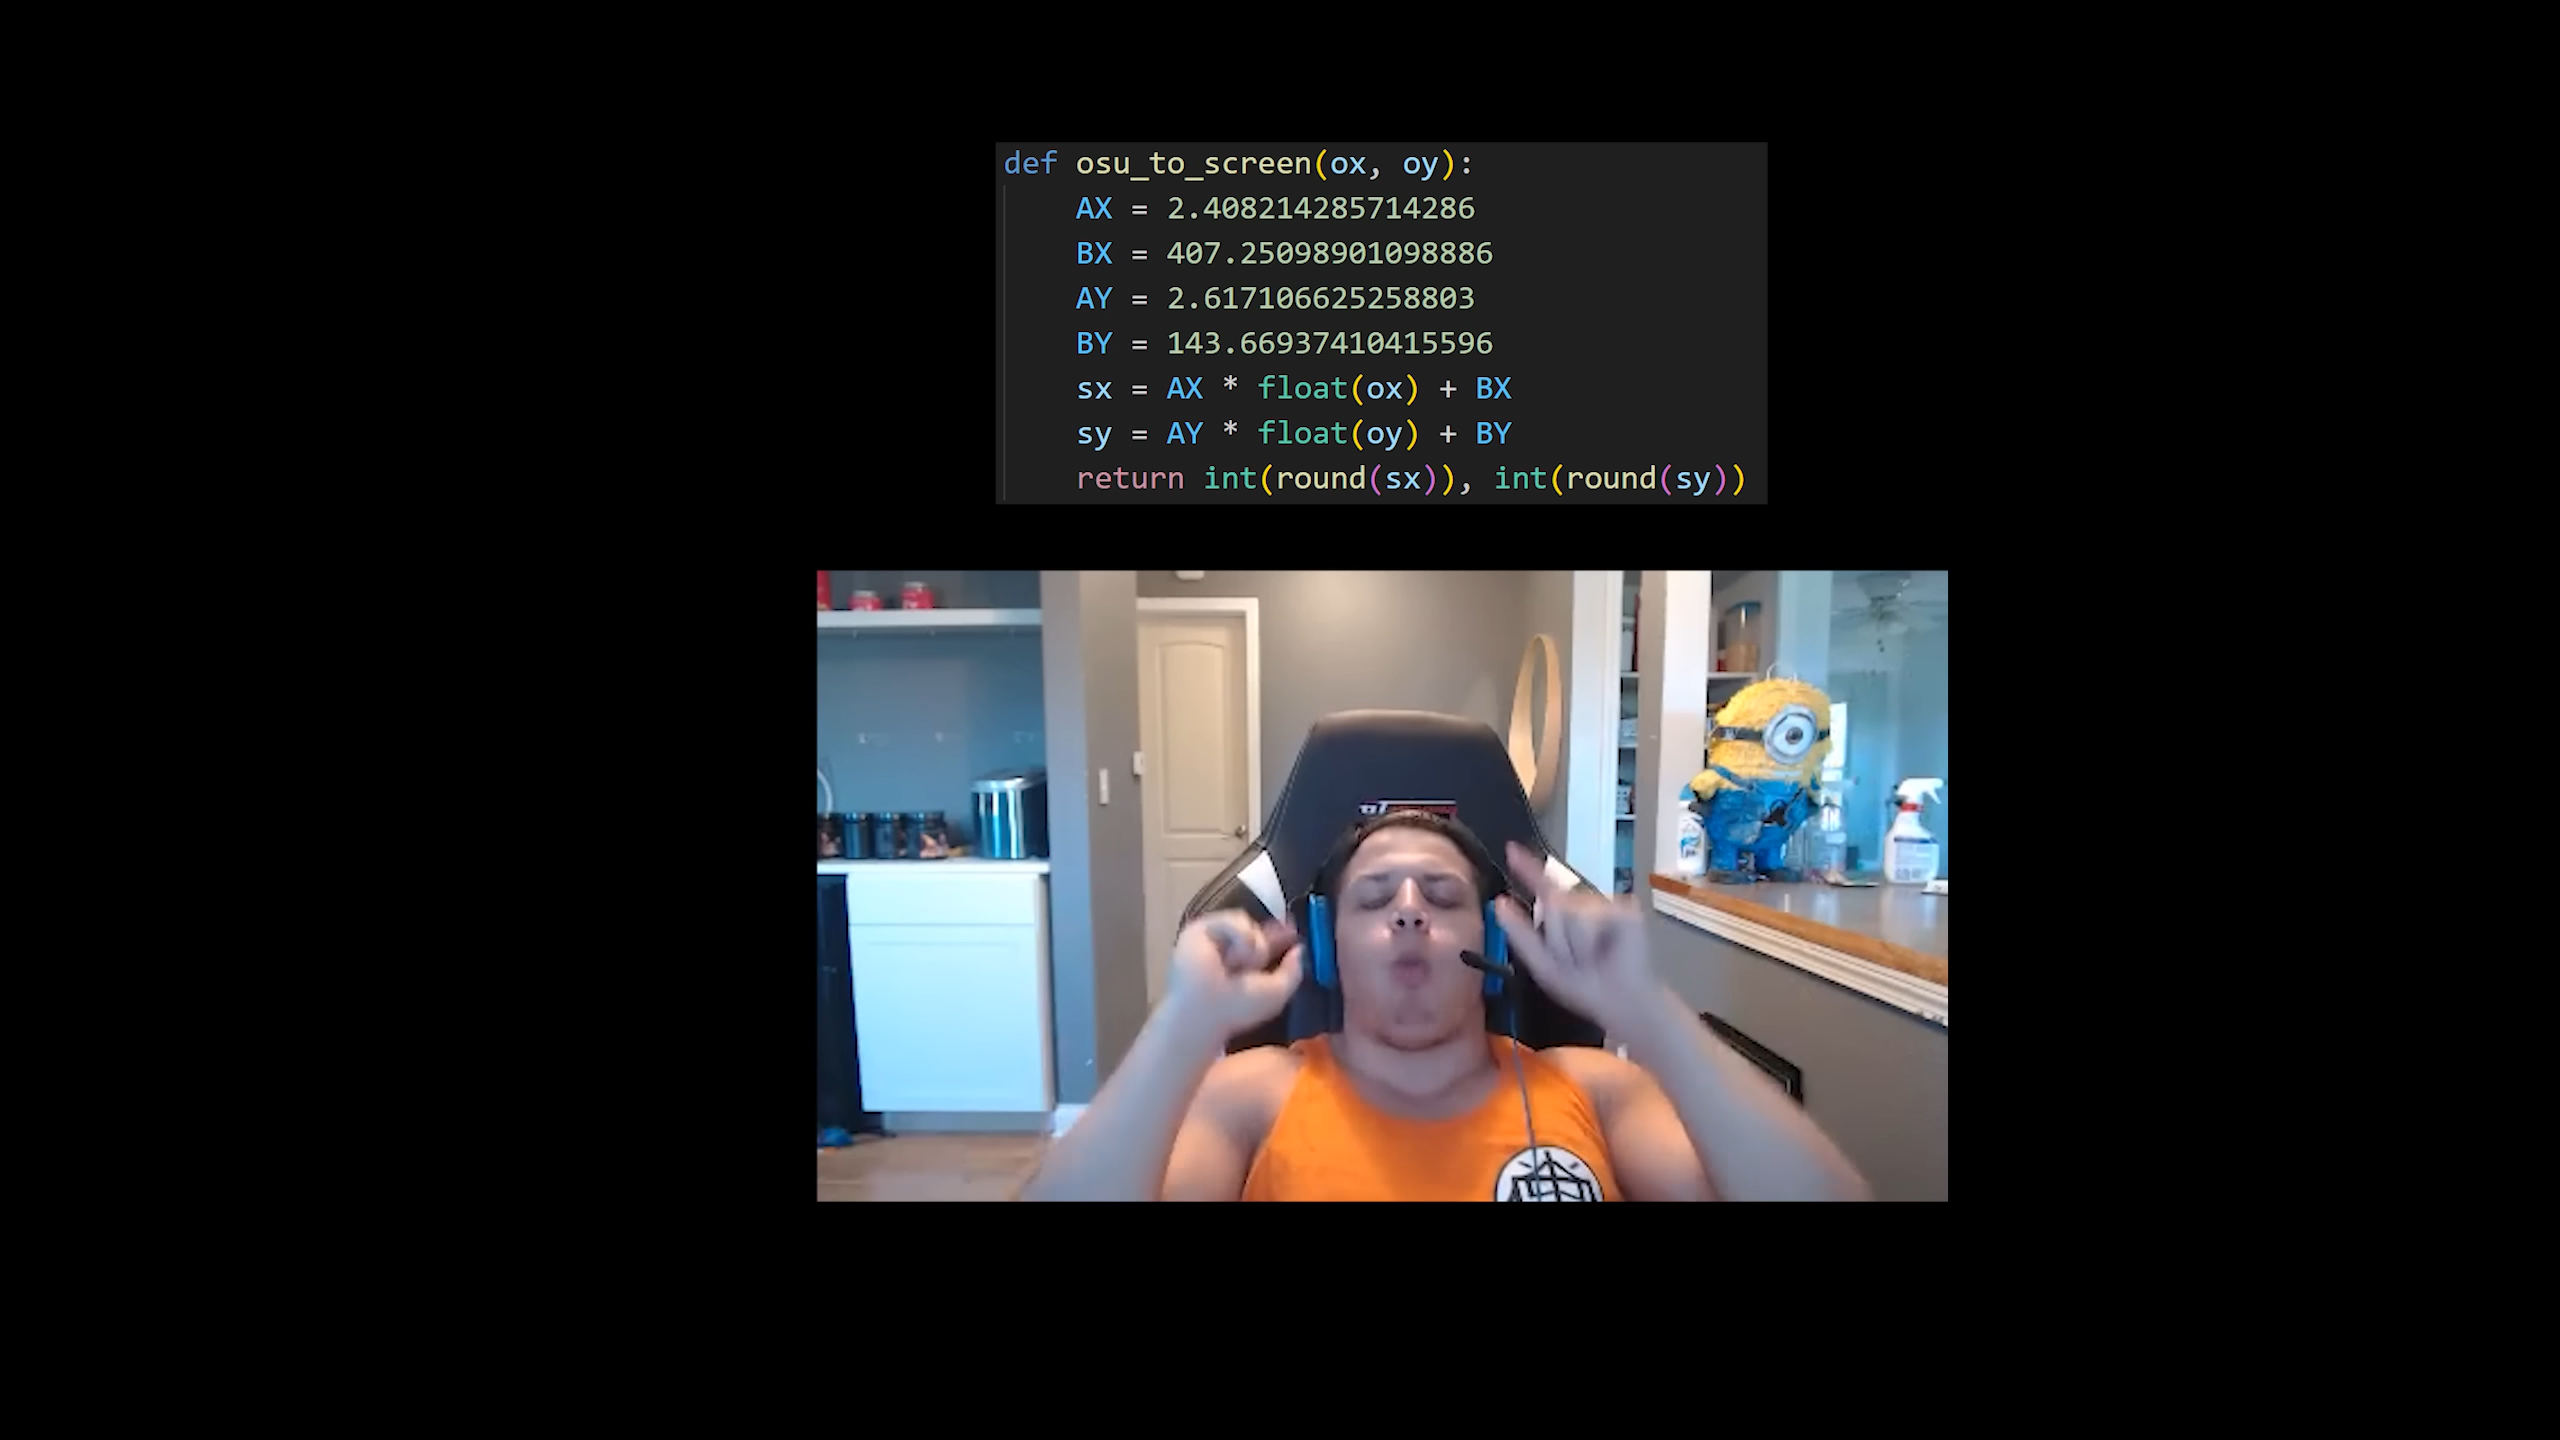 def osu_to_screen(ox, oy):
    AX = 2.408214285714286
    BX = 407.25098901098886
    AY = 2.617106625258803
    BY = 143.66937410415596
    sx = AX * float(ox) + BX
    sy = AY * float(oy) + BY
    return int(round(sx)), int(round(sy))